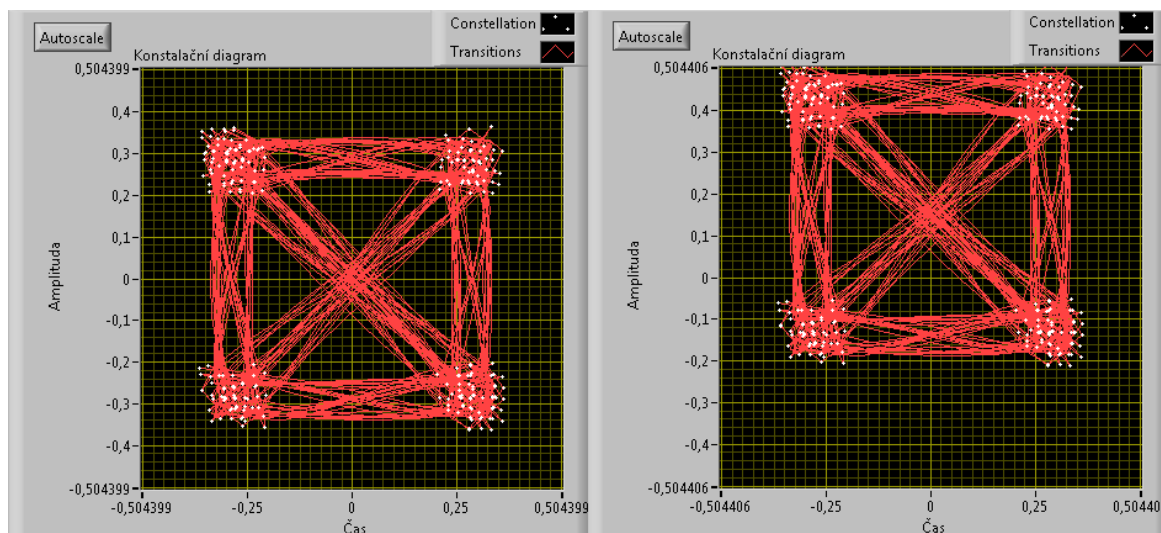 Autoscale
Constellation
Transitions
Konstalační diagram
0,504399
0,4
0,3
0,2
0,1
0
-0,1
-0,2
-0,3
-0,4
-0,504399
Amplituda
-0,504399
-0,25
0
0,25
0,504399
Čas
Autoscale
Constellation
Transitions
Konstalační diagram
0,504406
0,4
0,3
0,2
0,1
0
-0,1
-0,2
-0,3
-0,4
-0,504406
Amplituda
-0,504406
-0,25
0
0,25
0,50440
Čas